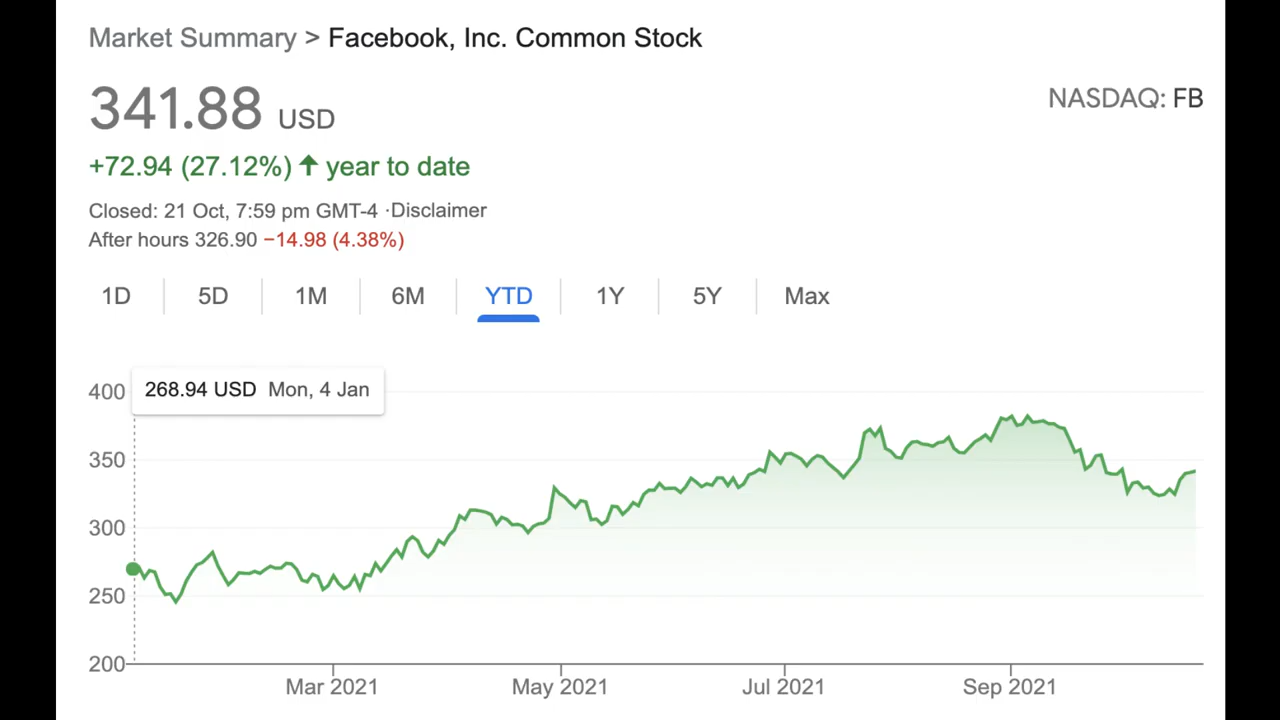 Market Summary > Facebook, Inc. Common Stock
341.88 USD
NASDAQ: FB
+72.94 (27.12%) ↑ year to date
Closed: 21 Oct, 7:59 pm GMT-4 ·Disclaimer
After hours 326.90 −14.98 (4.38%)
1D 5D 1M 6M YTD 1Y 5Y Max
268.94 USD Mon, 4 Jan
400
350
300
250
200
Mar 2021 May 2021 Jul 2021 Sep 2021